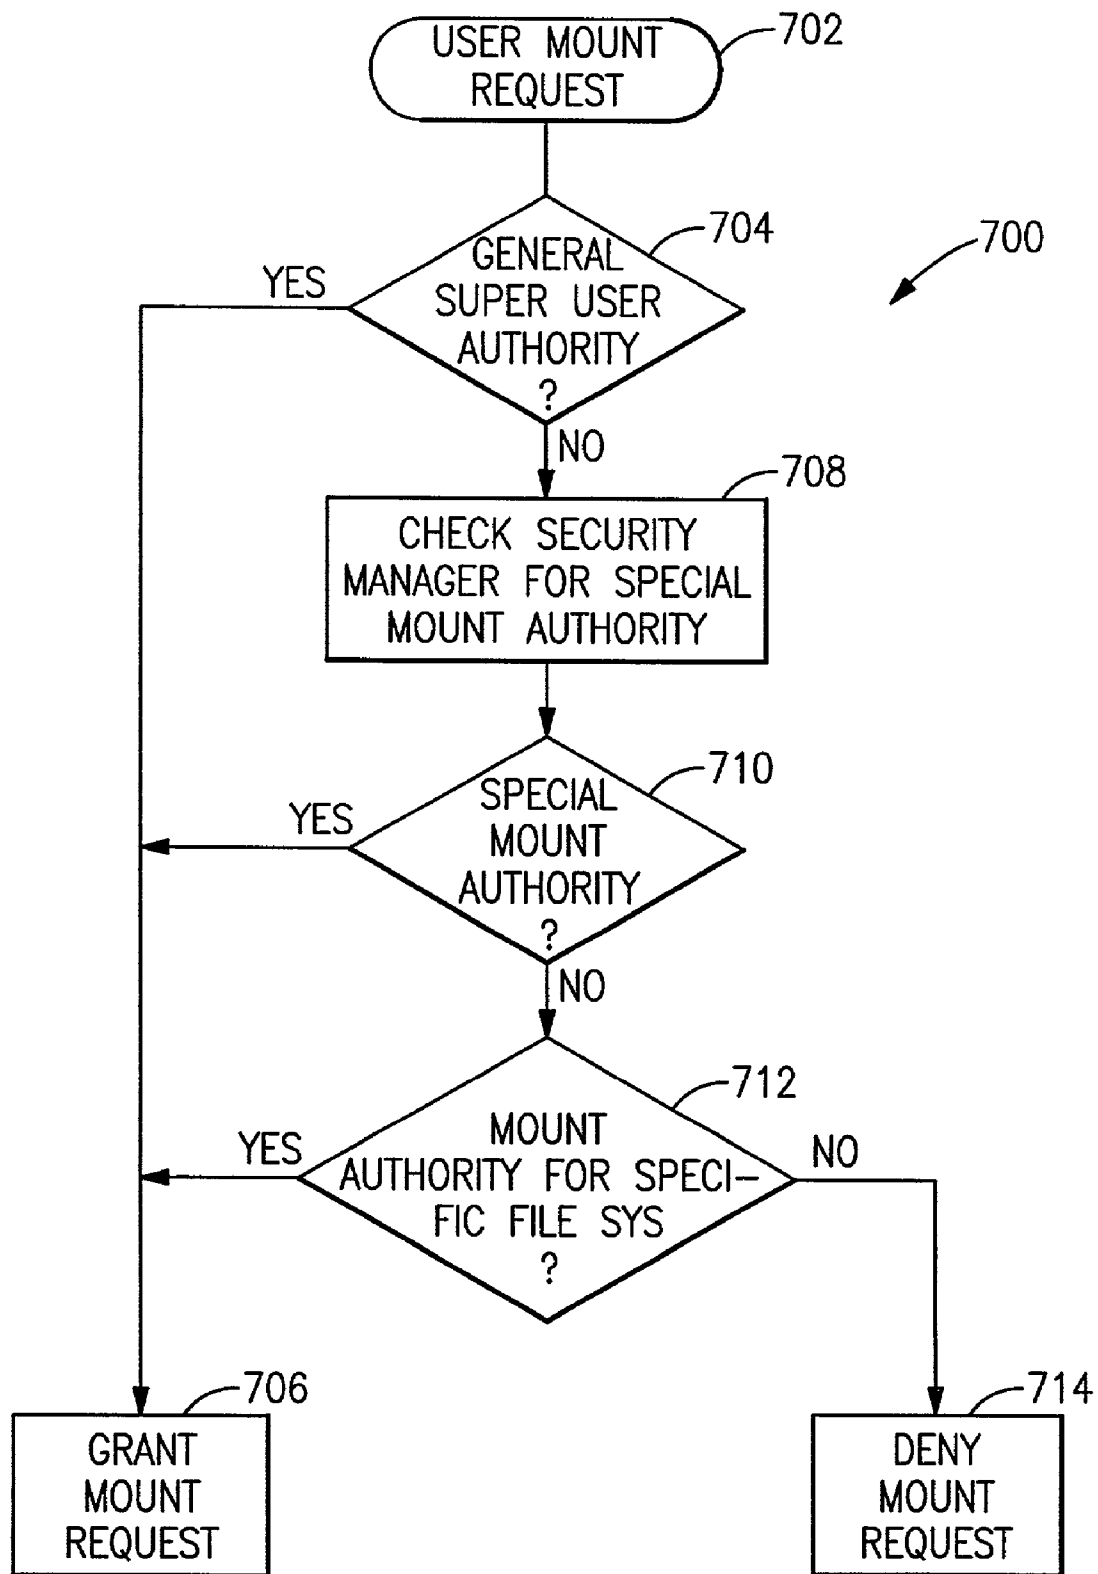 USER MOUNT
REQUEST
702
704
700
GENERAL
SUPER USER
AUTHORITY
?
YES
NO
708
CHECK SECURITY
MANAGER FOR SPECIAL
MOUNT AUTHORITY
710
SPECIAL
MOUNT
AUTHORITY
?
YES
NO
712
MOUNT
AUTHORITY FOR SPECI-
FIC FILE SYS
?
YES
NO
706
GRANT
MOUNT
REQUEST
714
DENY
MOUNT
REQUEST